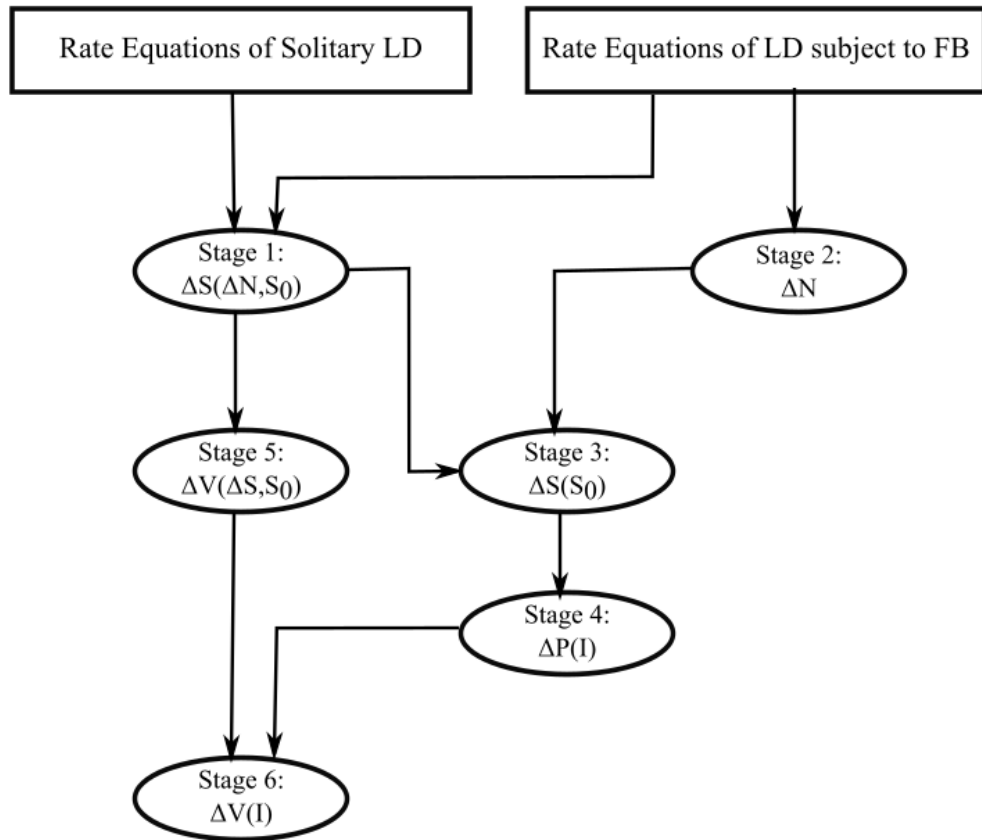 Rate Equations of Solitary LD
Rate Equations of LD subject to FB
Stage 1:
ΔS(ΔN,S₀)
Stage 2:
ΔN
Stage 5:
ΔV(ΔS,S₀)
Stage 3:
ΔS(S₀)
Stage 4:
ΔP(I)
Stage 6:
ΔV(I)